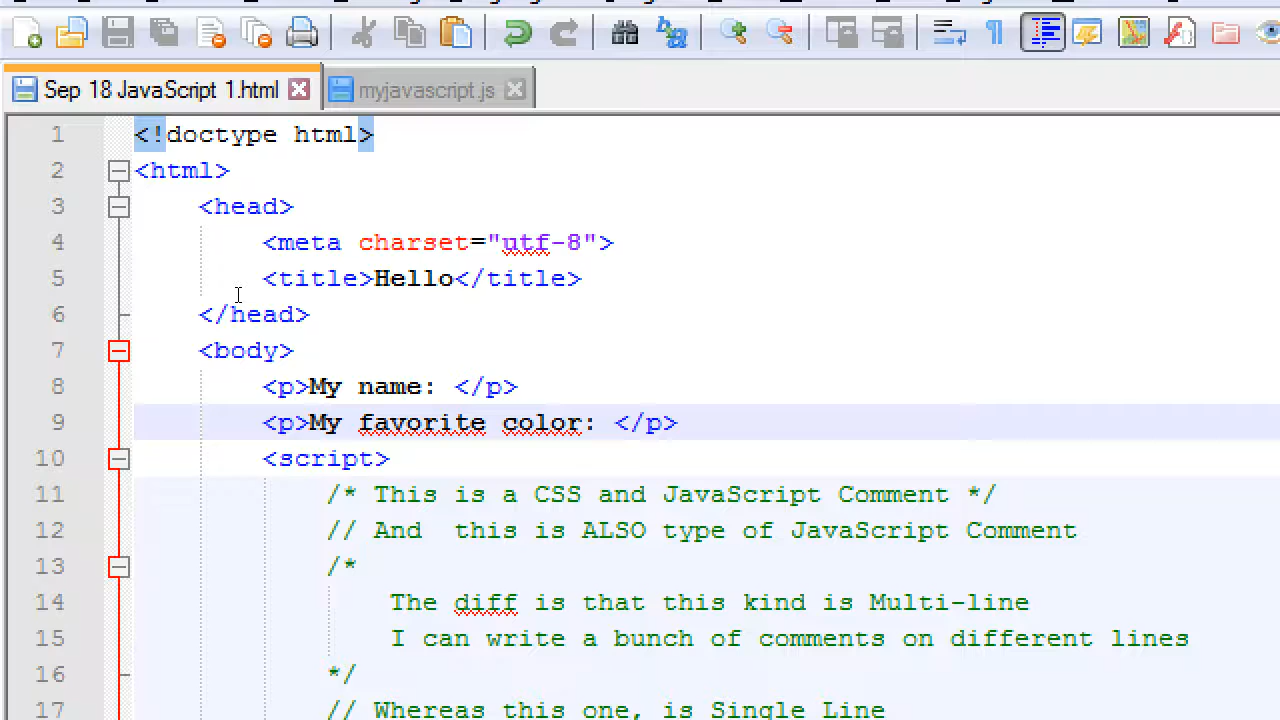 Sep 18 JavaScript 1.html myjavascript.js
1 <!doctype html>
2 <html>
3 <head>
4 <meta charset="utf-8">
5 <title>Hello</title>
6 </head>
7 <body>
8 <p>My name: </p>
9 <p>My favorite color: </p>
10 <script>
11 /* This is a CSS and JavaScript Comment */
12 // And  this is ALSO type of JavaScript Comment
13 /*
14 The diff is that this kind is Multi-line
15 I can write a bunch of comments on different lines
16 */
17 // Whereas this one, is Single Line